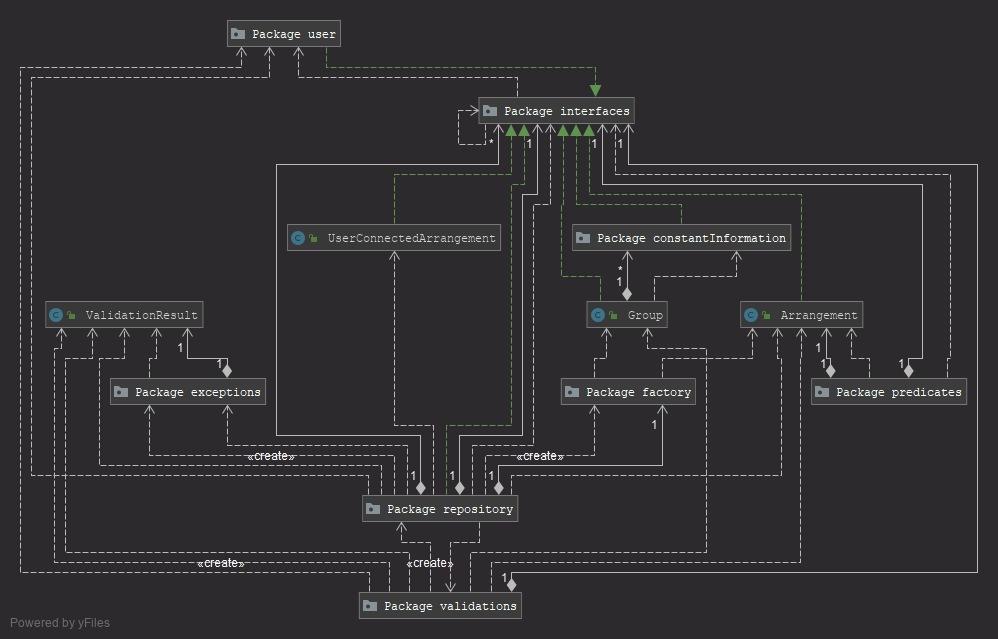 Package user
Package interfaces
*
1
1
1
UserConnectedArrangement
Package constantInformation
*
1
ValidationResult
Group
Arrangement
1
1
1
1
1
Package exceptions
Package factory
Package predicates
1
«create»
«create»
1
1
1
Package repository
«create»
«create»
1
Package validations
Powered by yFiles